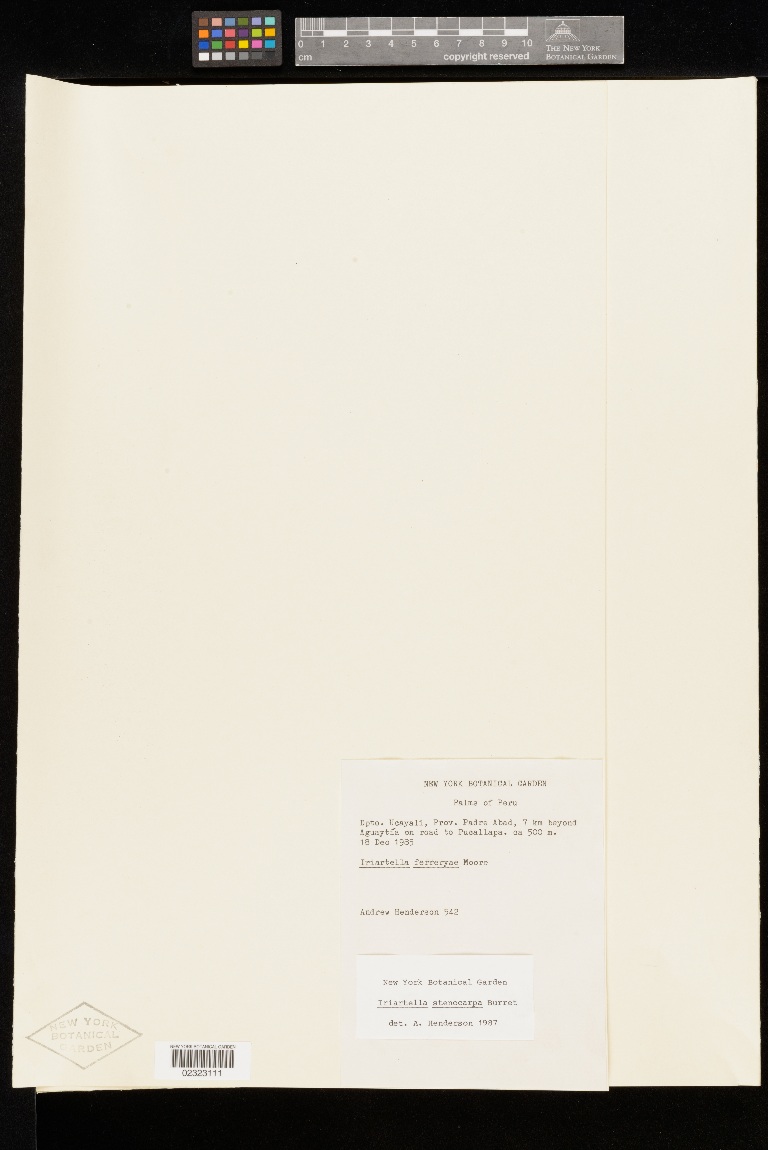 0 1 2 3 4 5 6 7 8 9 10
cm
copyright reserved
THE NEW YORK
BOTANICAL GARDEN
NEW YORK BOTANICAL GARDEN
Palms of Peru
Dpto. Ucayali, Prov. Padre Abad, 7 km beyond
Aguaytía on road to Pucallapa. ca 500 m.
18 Dec 1985
Iriartella ferreyrae Moore
Andrew Henderson 542
New York Botanical Garden
Iriartella stenocarpa Burret
det. A. Henderson 1987
NEW YORK
BOTANICAL
GARDEN
NEW YORK BOTANICAL GARDEN
02323111